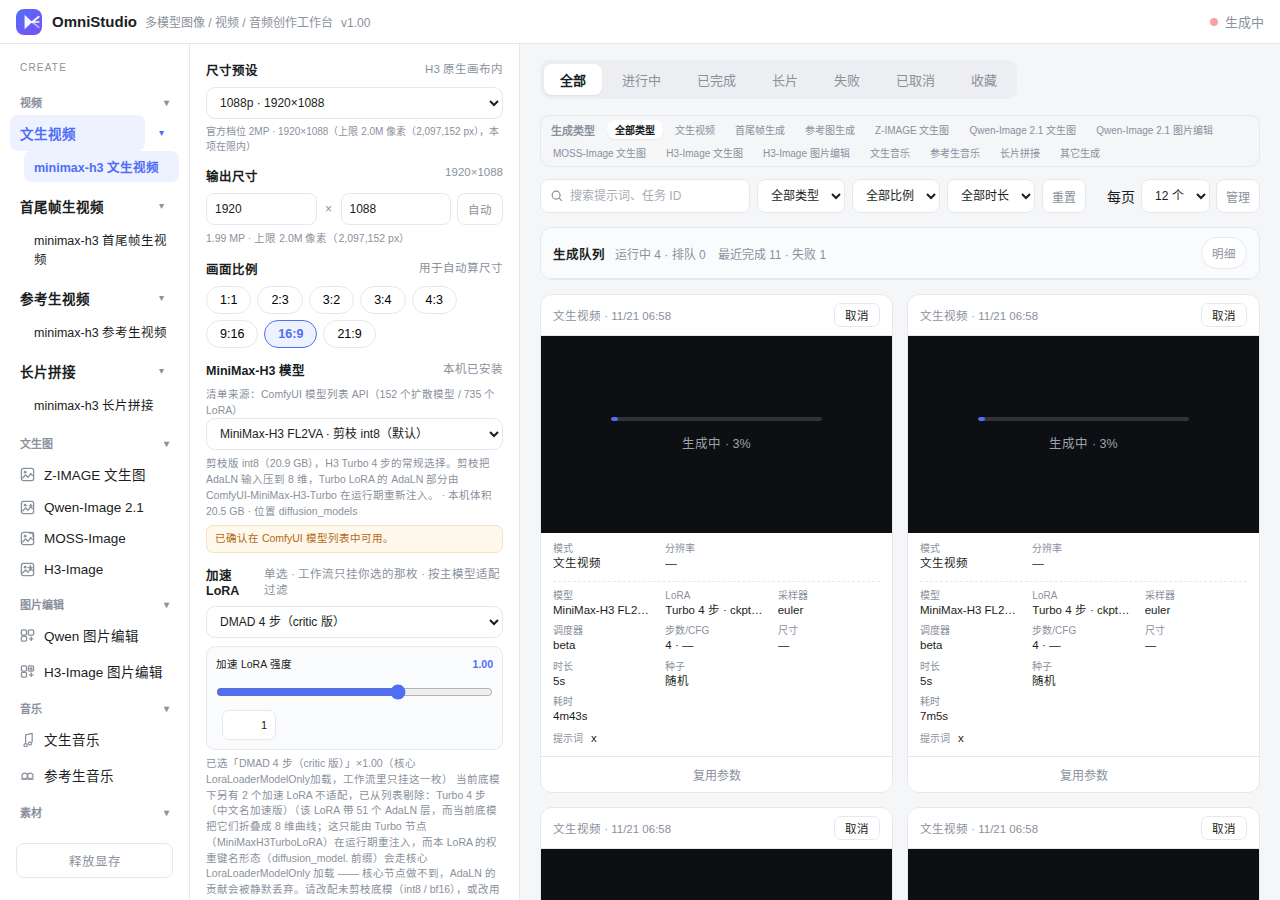 OmniStudio 多模型图像 / 视频 / 音频创作工作台 v1.00
生成中
CREATE
视频
文生视频
minimax-h3 文生视频
首尾帧生视频
minimax-h3 首尾帧生视
频
参考生视频
minimax-h3 参考生视频
长片拼接
minimax-h3 长片拼接
文生图
Z-IMAGE 文生图
Qwen-Image 2.1
MOSS-Image
H3-Image
图片编辑
Qwen 图片编辑
H3-Image 图片编辑
音乐
文生音乐
参考生音乐
素材
释放显存
尺寸预设 H3 原生画布内
1088p · 1920×1088
官方档位 2MP · 1920×1088（上限 2.0M 像素（2,097,152 px），本
项在限内）
输出尺寸 1920×1088
1920 × 1088 自动
1.99 MP · 上限 2.0M 像素（2,097,152 px）
画面比例 用于自动算尺寸
1:1 2:3 3:2 3:4 4:3
9:16 16:9 21:9
MiniMax-H3 模型 本机已安装
清单来源：ComfyUI 模型列表 API（152 个扩散模型 / 735 个
LoRA）
MiniMax-H3 FL2VA · 剪枝 int8（默认）
剪枝版 int8（20.9 GB），H3 Turbo 4 步的常规选择。剪枝把
AdaLN 输入压到 8 维，Turbo LoRA 的 AdaLN 部分由
ComfyUI-MiniMax-H3-Turbo 在运行期重新注入。 · 本机体积
20.5 GB · 位置 diffusion_models
已确认在 ComfyUI 模型列表中可用。
加速 LoRA 单选 · 工作流只挂你选的那枚 · 按主模型适配
过滤
DMAD 4 步（critic 版）
加速 LoRA 强度 1.00
1
已选「DMAD 4 步（critic 版）」×1.00（核心
LoraLoaderModelOnly加载，工作流里只挂这一枚） 当前底模
下另有 2 个加速 LoRA 不适配，已从列表剔除：Turbo 4 步
（中文名加速版）（该 LoRA 带 51 个 AdaLN 层，而当前底模
把它们折叠成 8 维曲线；这只能由 Turbo 节点
（MiniMaxH3TurboLoRA）在运行期重注入，而本 LoRA 的权
重键名形态（diffusion_model. 前缀）会走核心
LoraLoaderModelOnly 加载 —— 核心节点做不到，AdaLN 的
贡献会被静默丢弃。请改配未剪枝底模（int8 / bf16），或改用
全部 进行中 已完成 长片 失败 已取消 收藏
生成类型 全部类型 文生视频 首尾帧生成 参考图生成 Z-IMAGE 文生图 Qwen-Image 2.1 文生图 Qwen-Image 2.1 图片编辑
MOSS-Image 文生图 H3-Image 文生图 H3-Image 图片编辑 文生音乐 参考生音乐 长片拼接 其它生成
搜索提示词、任务 ID 全部类型 全部比例 全部时长 重置 每页 12 个 管理
生成队列 运行中 4 · 排队 0 最近完成 11 · 失败 1 明细
文生视频 · 11/21 06:58 取消
生成中 · 3%
模式 分辨率
文生视频 —
模型 LoRA 采样器
MiniMax-H3 FL2… Turbo 4 步 · ckpt… euler
调度器 步数/CFG 尺寸
beta 4 · — —
时长 种子
5s 随机
耗时
4m43s
提示词 x
复用参数
文生视频 · 11/21 06:58 取消
生成中 · 3%
模式 分辨率
文生视频 —
模型 LoRA 采样器
MiniMax-H3 FL2… Turbo 4 步 · ckpt… euler
调度器 步数/CFG 尺寸
beta 4 · — —
时长 种子
5s 随机
耗时
7m5s
提示词 x
复用参数
文生视频 · 11/21 06:58 取消
文生视频 · 11/21 06:58 取消